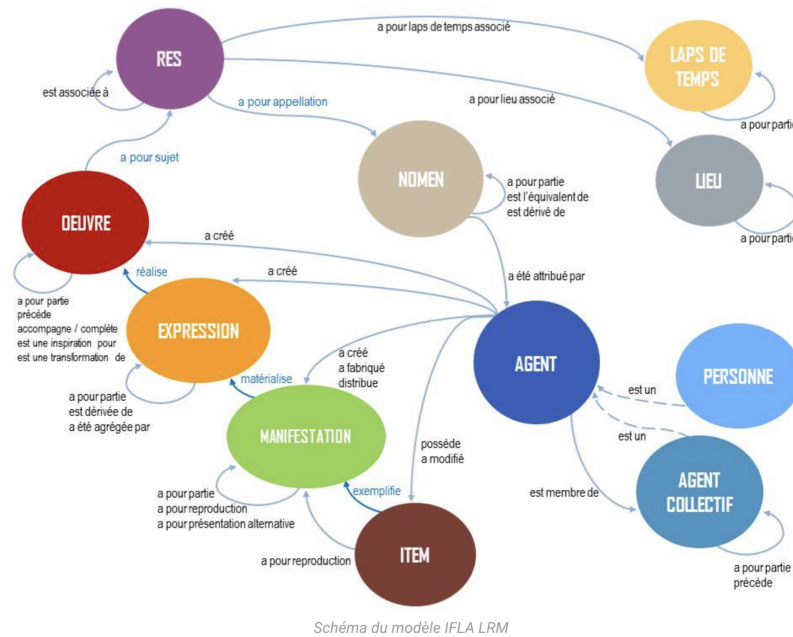 a pour laps de temps associé
RES
LAPS DE
TEMPS
est associée à
a pour appellation
a pour lieu associé
a pour partie
a pour sujet
NOMEN
a pour partie
est l'équivalent de
est dérivé de
LIEU
OEUVRE
a créé
a pour partie
réalise
a créé
a été attribué par
a pour partie
précède
accompagne / complète
est une inspiration pour
est une transformation de
EXPRESSION
a créé
a fabriqué
distribue
AGENT
PERSONNE
est un
matérialise
a pour partie
est dérivée de
a été agrégée par
MANIFESTATION
possède
a modifié
est un
AGENT
COLLECTIF
a pour partie
a pour reproduction
a pour présentation alternative
exemplifie
est membre de
a pour reproduction
ITEM
a pour partie
précède
Schéma du modèle IFLA LRM